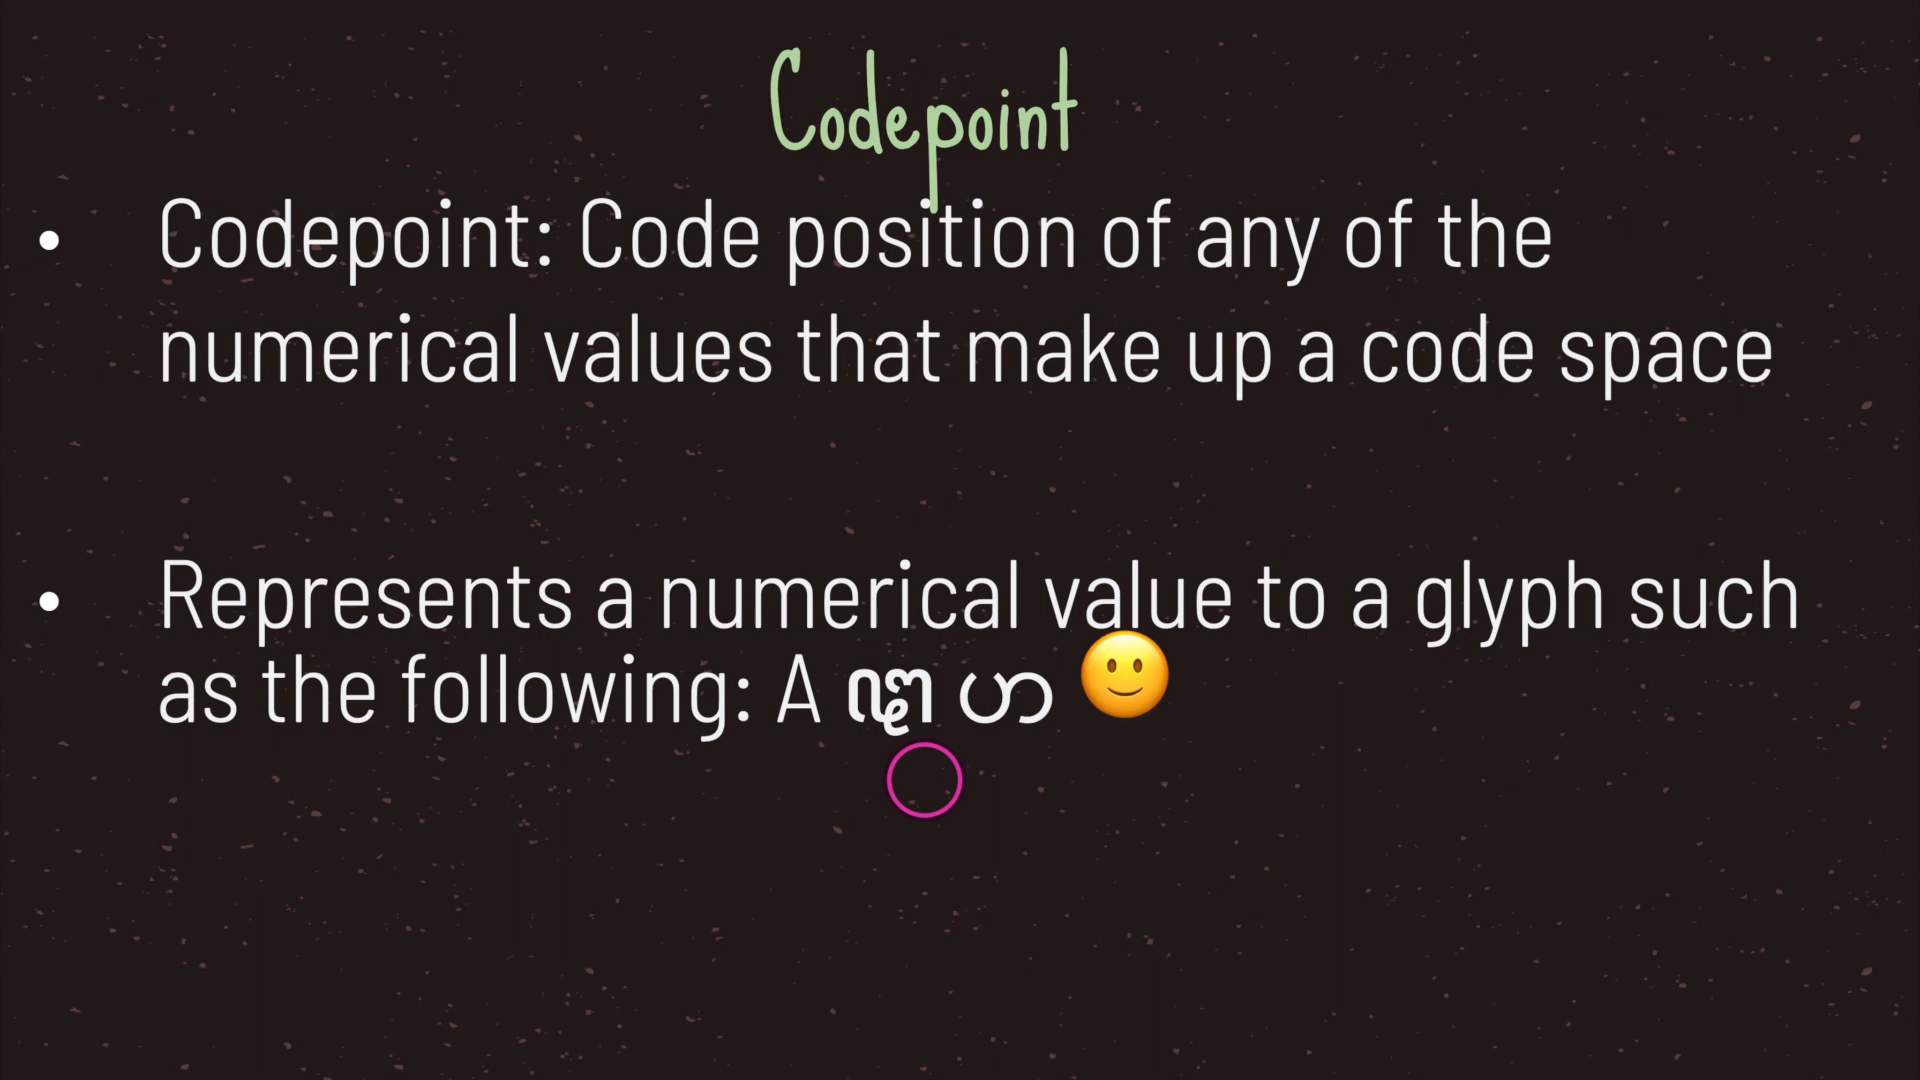 Codepoint
• Codepoint: Code position of any of the
numerical values that make up a code space
• Represents a numerical value to a glyph such
as the following: A 🙂